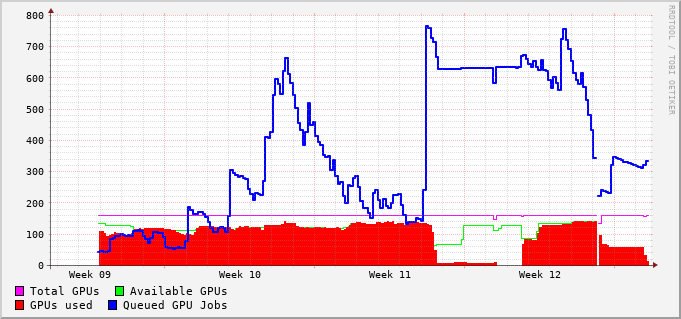 800
700
600
500
400
300
200
100
0
Week 09 Week 10 Week 11 Week 12
Total GPUs Available GPUs
GPUs used Queued GPU Jobs
RRDTOOL / TOBI OETIKER